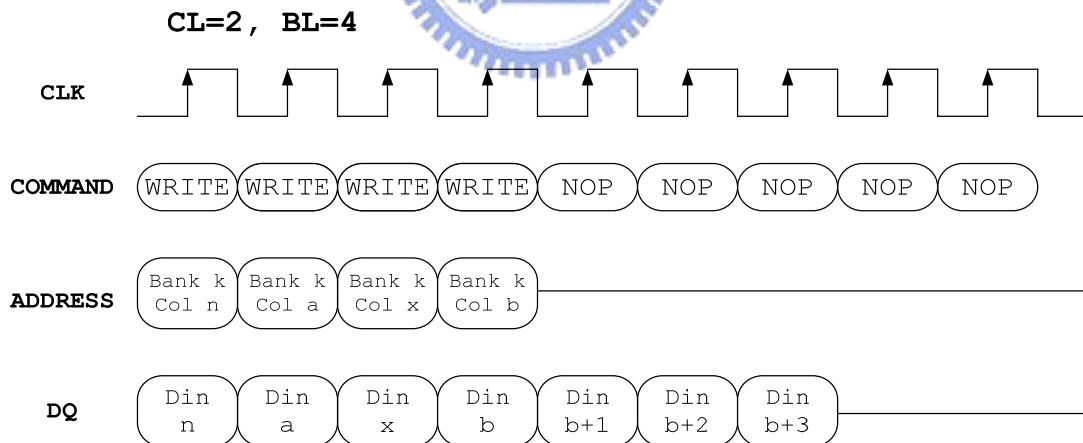 CL=2, BL=4
CLK
COMMAND WRITE WRITE WRITE WRITE NOP NOP NOP NOP NOP
ADDRESS Bank k Col n Bank k Col a Bank k Col x Bank k Col b
DQ Din n Din a Din x Din b Din b+1 Din b+2 Din b+3